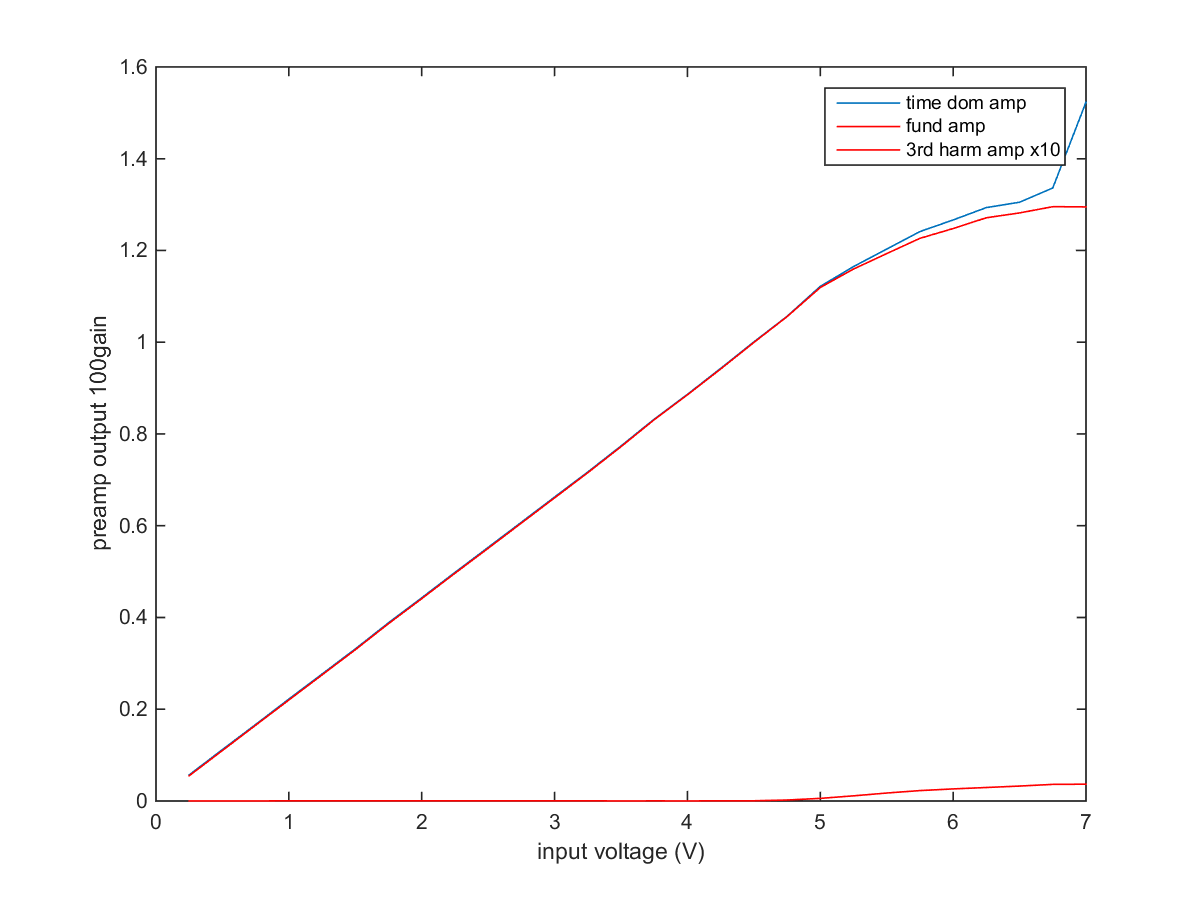 1.6
1.4
1.2
1
0.8
0.6
0.4
0.2
0
preamp output 100gain
time dom amp
fund amp
3rd harm amp x10
0 1 2 3 4 5 6 7
input voltage (V)